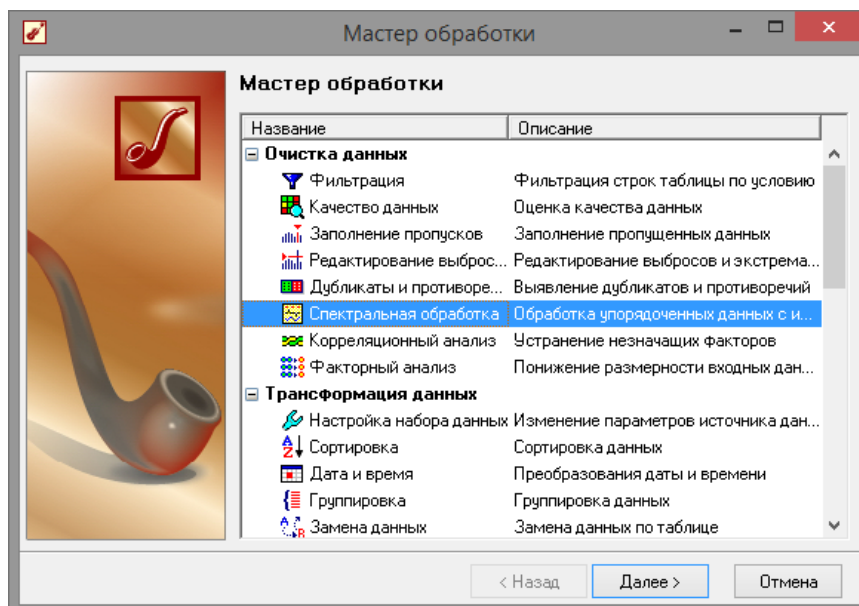 Мастер обработки
Мастер обработки
Название Описание
Очистка данных
Фильтрация Фильтрация строк таблицы по условию
Качество данных Оценка качества данных
Заполнение пропусков Заполнение пропущенных данных
Редактирование выброс... Редактирование выбросов и экстрема...
Дубликаты и противоре... Выявление дубликатов и противоречий
Спектральная обработка Обработка упорядоченных данных с и...
Корреляционный анализ Устранение незначащих факторов
Факторный анализ Понижение размерности входных дан...
Трансформация данных
Настройка набора данных Изменение параметров источника дан...
Сортировка Сортировка данных
Дата и время Преобразования даты и времени
Группировка Группировка данных
Замена данных Замена данных по таблице
< Назад Далее > Отмена